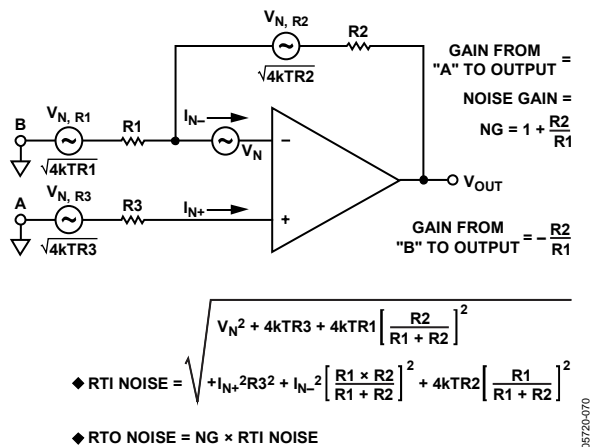 V_N, R2
R2
√4kTR2
GAIN FROM
"A" TO OUTPUT =
NOISE GAIN =
NG = 1 + R2/R1
B
V_N, R1
R1
I_N–
–
√4kTR1
V_N
A
V_N, R3
R3
I_N+
+
√4kTR3
V_OUT
GAIN FROM
"B" TO OUTPUT = – R2/R1
◆ RTI NOISE = √
V_N² + 4kTR3 + 4kTR1 [R2/(R1 + R2)]²
+ I_N+² R3² + I_N–² [(R1 × R2)/(R1 + R2)]² + 4kTR2 [R1/(R1 + R2)]²
◆ RTO NOISE = NG × RTI NOISE
05720-070